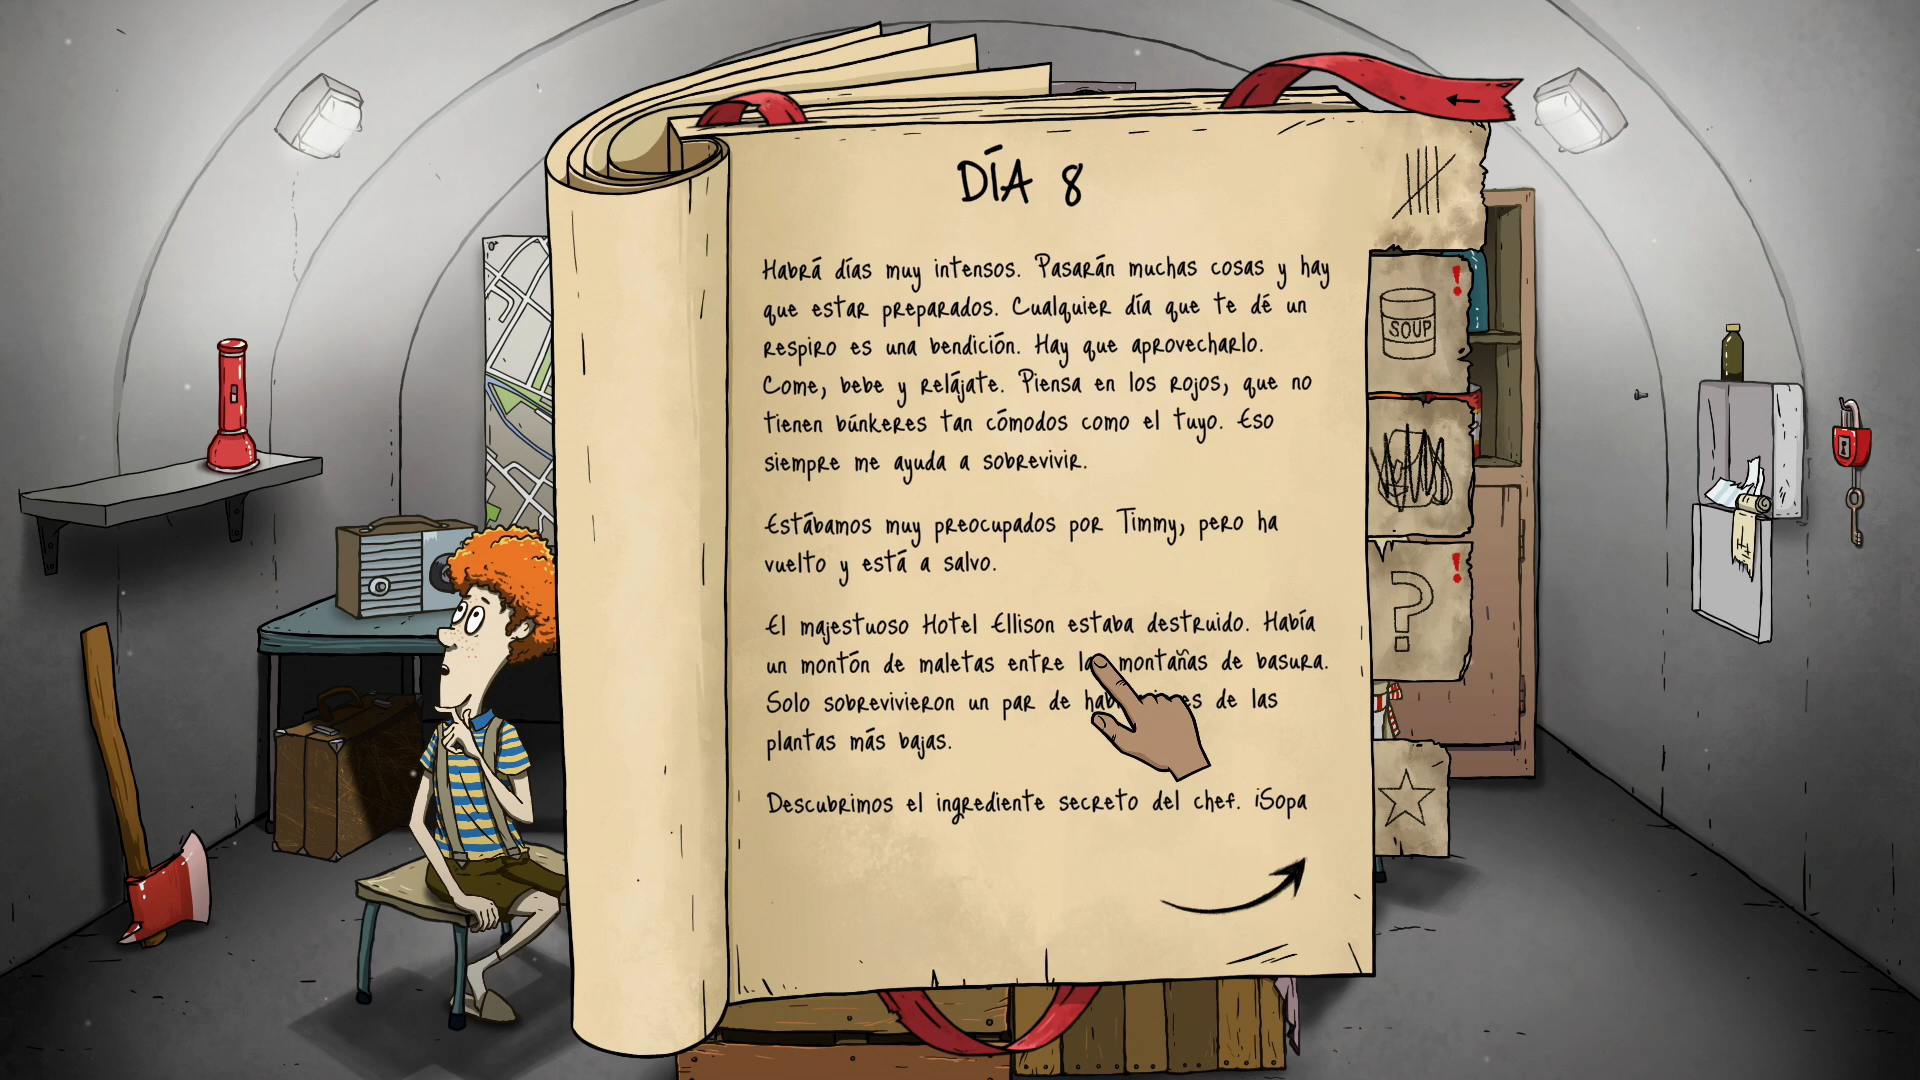 DÍA 8
Habrá días muy intensos. Pasarán muchas cosas y hay
que estar preparados. Cualquier día que te dé un
respiro es una bendición. Hay que aprovecharlo.
Come, bebe y relájate. Piensa en los rojos, que no
tienen búnkeres tan cómodos como el tuyo. Eso
siempre me ayuda a sobrevivir.
Estábamos muy preocupados por Timmy, pero ha
vuelto y está a salvo.
El majestuoso Hotel Ellison estaba destruido. Había
un montón de maletas entre montañas de basura.
Solo sobrevivieron un par de de las
plantas más bajas.
Descubrimos el ingrediente secreto del chef. ¡Sopa
!
SOUP
!
?